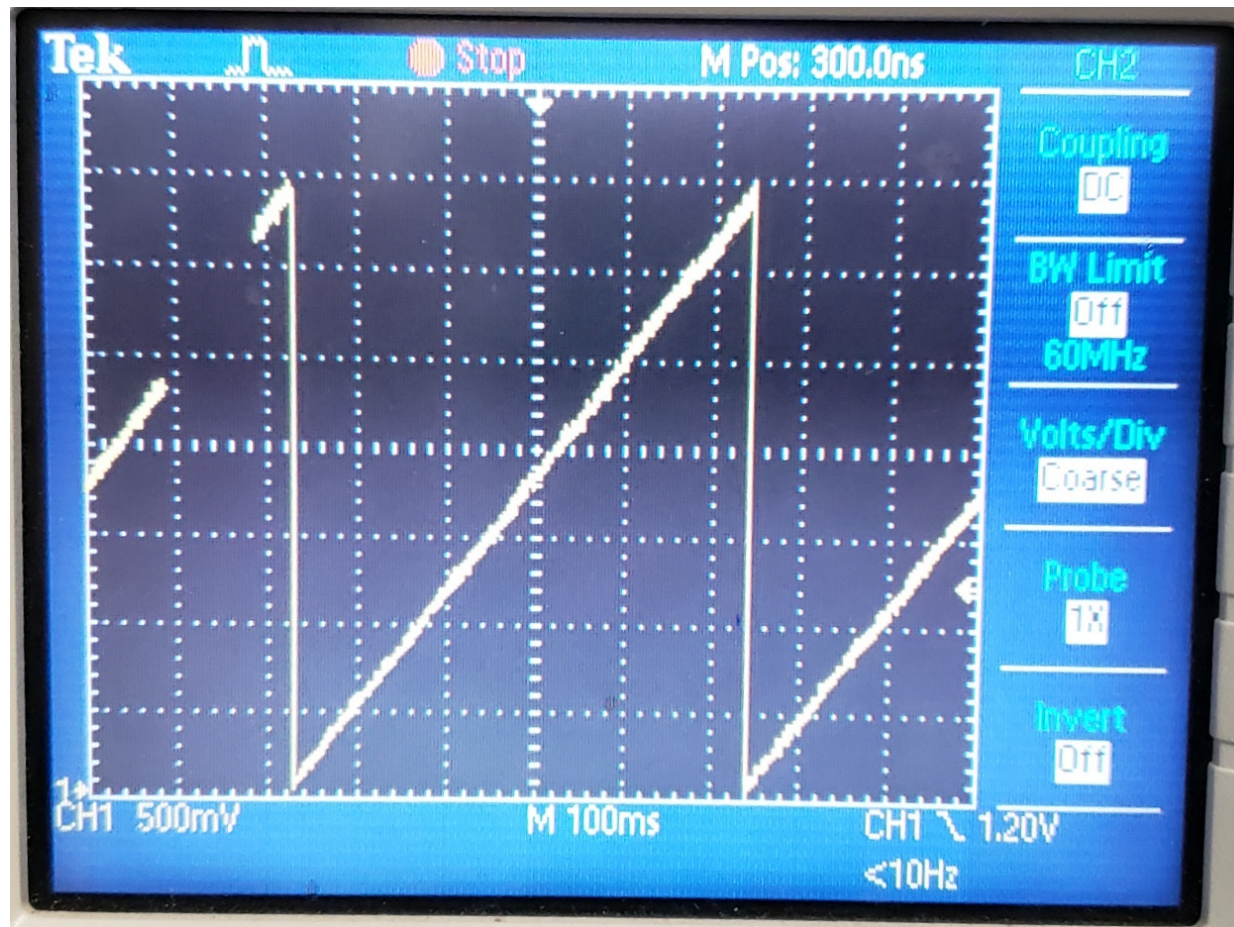 Tek Stop M Pos: 300.0ns CH2
Coupling
DC
BW Limit
Off
60MHz
Volts/Div
Coarse
Probe
1X
Invert
Off
1
CH1 500mV M 100ms CH1 1.20V
<10Hz